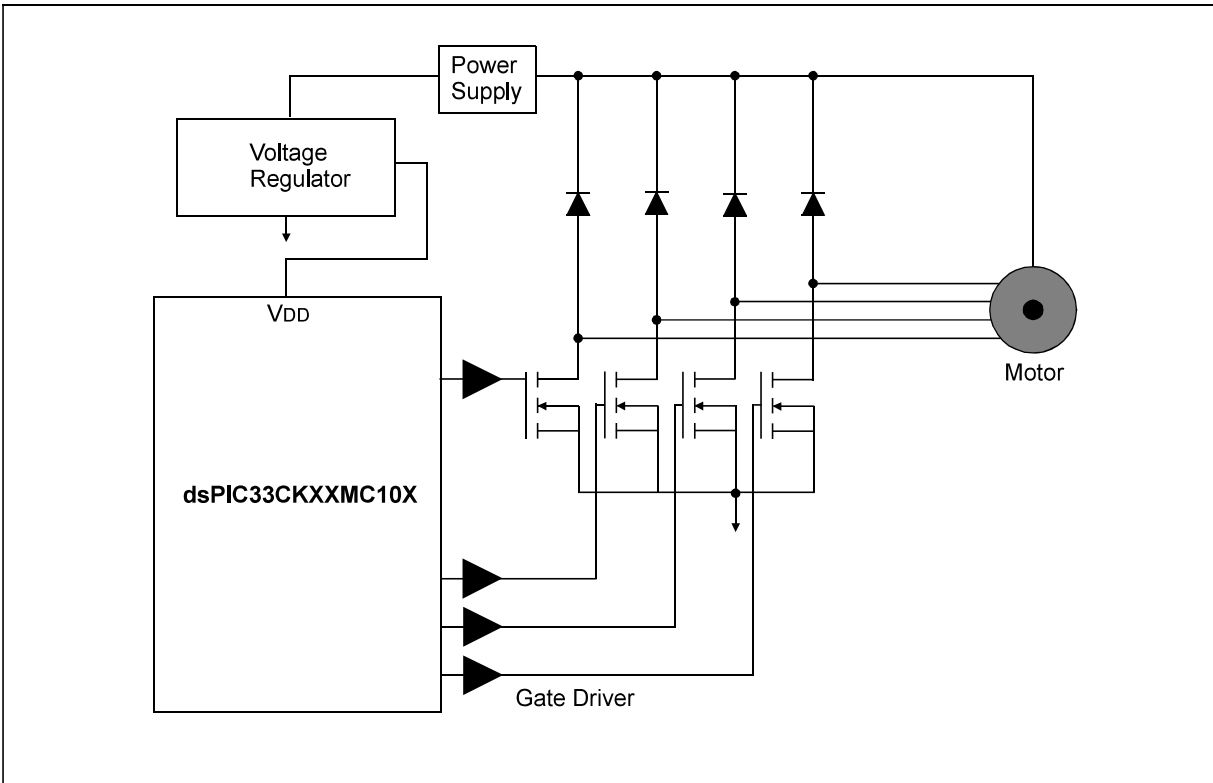 Power
Supply
Voltage
Regulator
VDD
Motor
dsPIC33CKXXMC10X
Gate Driver